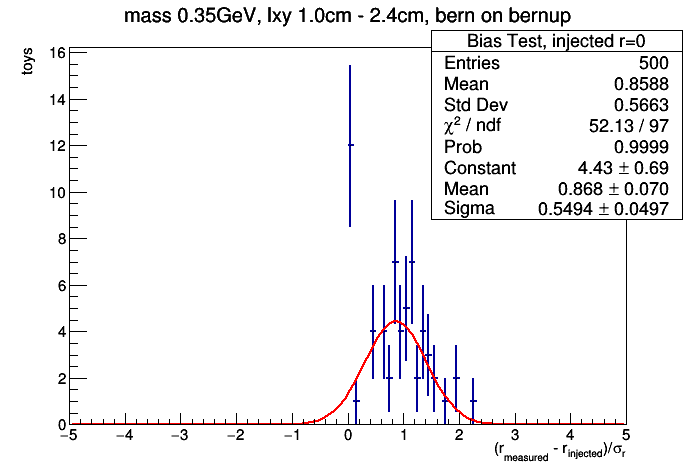 mass 0.35GeV, lxy 1.0cm - 2.4cm, bern on bernup
Bias Test, injected r=0
Entries 500
Mean 0.8588
Std Dev 0.5663
χ² / ndf 52.13 / 97
Prob 0.9999
Constant 4.43 ± 0.69
Mean 0.868 ± 0.070
Sigma 0.5494 ± 0.0497
toys
16
14
12
10
8
6
4
2
0
−5 −4 −3 −2 −1 0 1 2 3 4 5
(r_measured - r_injected)/σ_r